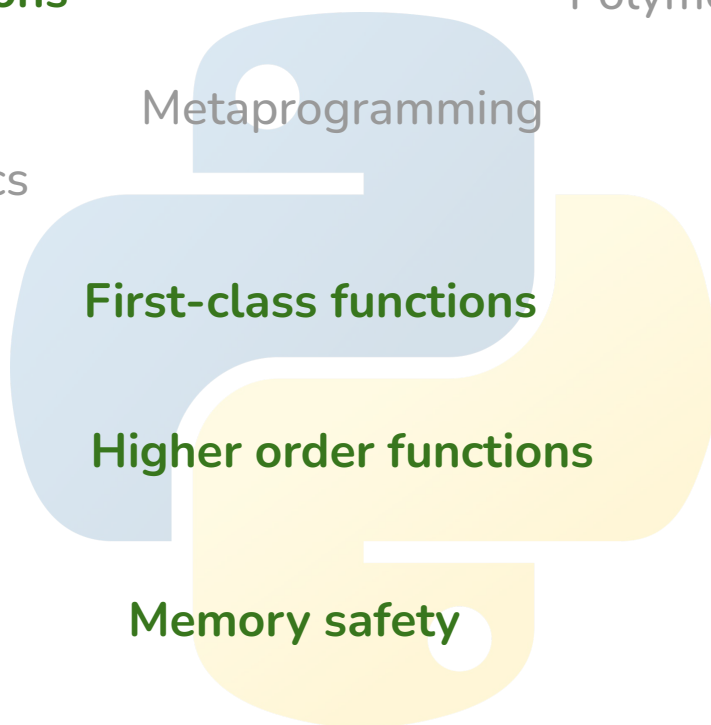 Metaprogramming
First-class functions
Higher order functions
Memory safety